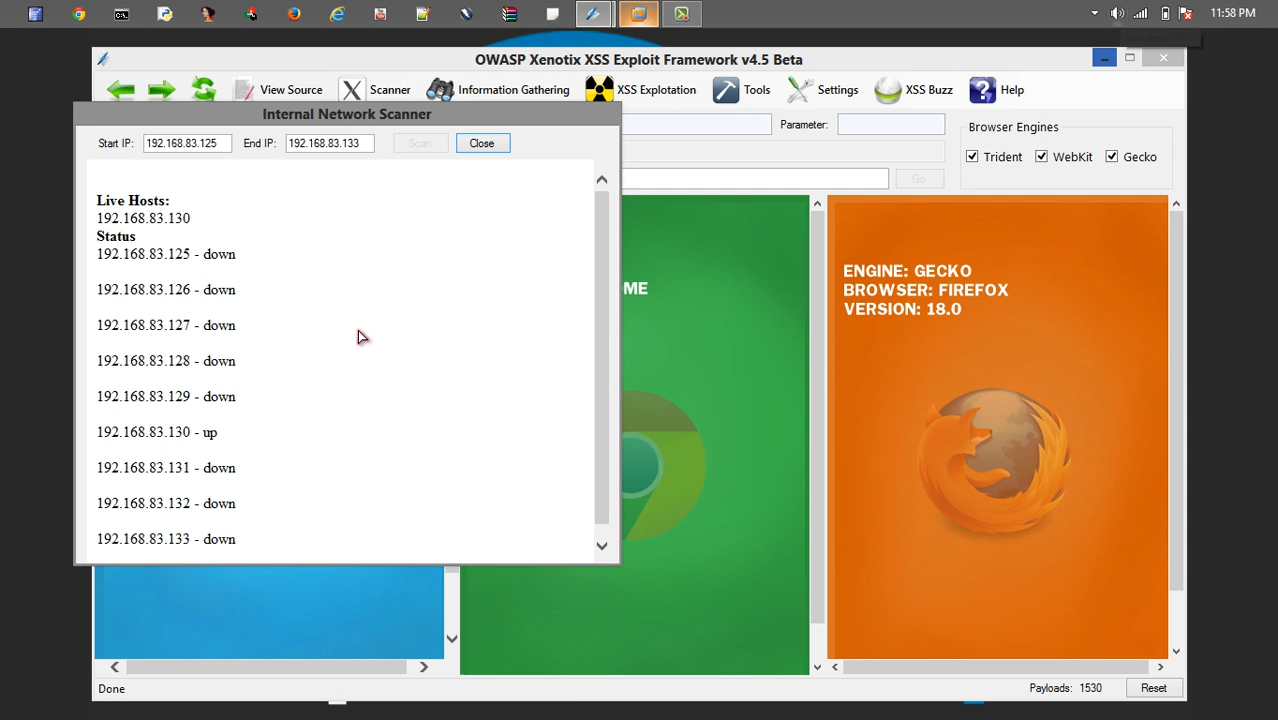 11:58 PM
OWASP Xenotix XSS Exploit Framework v4.5 Beta
View Source
Scanner
Information Gathering
XSS Explotation
Tools
Settings
XSS Buzz
Help
Internal Network Scanner
Start IP: 192.168.83.125 End IP: 192.168.83.133 Scan Close
Live Hosts:
192.168.83.130
Status
192.168.83.125 - down
192.168.83.126 - down
192.168.83.127 - down
192.168.83.128 - down
192.168.83.129 - down
192.168.83.130 - up
192.168.83.131 - down
192.168.83.132 - down
192.168.83.133 - down
Parameter:
Go
Browser Engines
Trident WebKit Gecko
OME
ENGINE: GECKO
BROWSER: FIREFOX
VERSION: 18.0
Done
Payloads: 1530
Reset